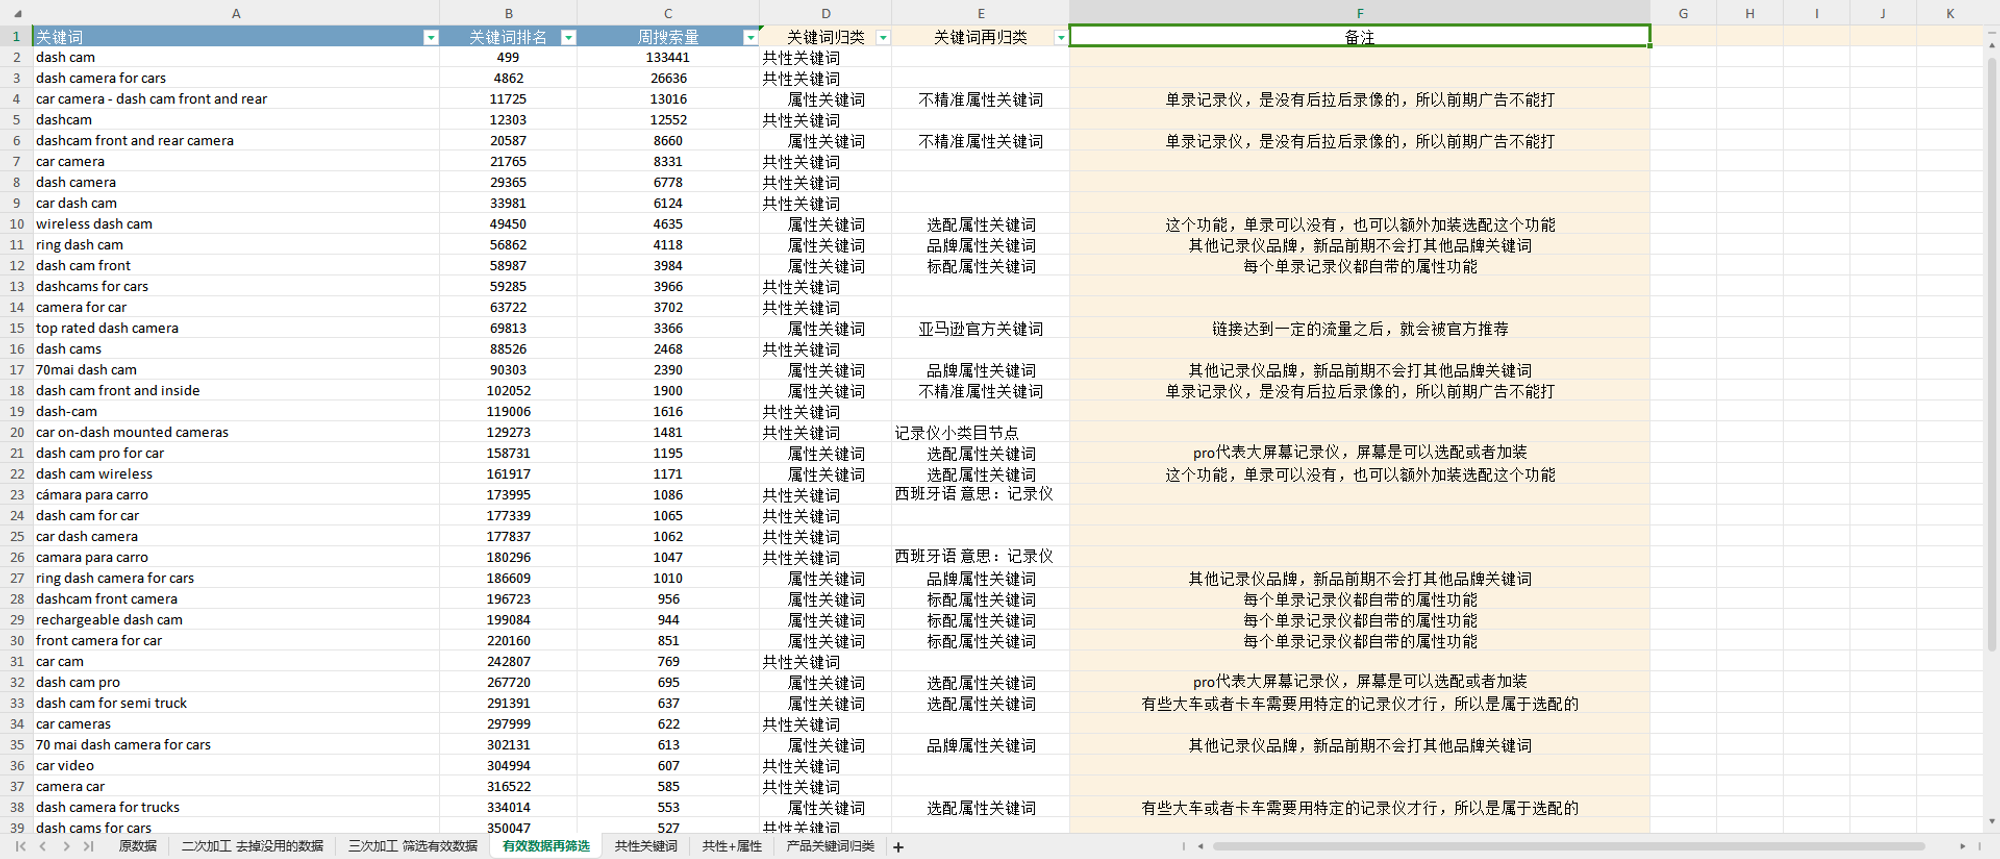 A B C D E F G H I J K
1 关键词 关键词排名 周搜索量 关键词归类 关键词再归类 备注
2 dash cam 499 133441 共性关键词
3 dash camera for cars 4862 26636 共性关键词
4 car camera - dash cam front and rear 11725 13016 属性关键词 不精准属性关键词 单录记录仪，是没有后拉后录像的，所以前期广告不能打
5 dashcam 12303 12552 共性关键词
6 dashcam front and rear camera 20587 8660 属性关键词 不精准属性关键词 单录记录仪，是没有后拉后录像的，所以前期广告不能打
7 car camera 21765 8331 共性关键词
8 dash camera 29365 6778 共性关键词
9 car dash cam 33981 6124 共性关键词
10 wireless dash cam 49450 4635 属性关键词 选配属性关键词 这个功能，单录可以没有，也可以额外加装选配这个功能
11 ring dash cam 56862 4118 属性关键词 品牌属性关键词 其他记录仪品牌，新品前期不会打其他品牌关键词
12 dash cam front 58987 3984 属性关键词 标配属性关键词 每个单录记录仪都自带的属性功能
13 dashcams for cars 59285 3966 共性关键词
14 camera for car 63722 3702 共性关键词
15 top rated dash camera 69813 3366 属性关键词 亚马逊官方关键词 链接达到一定的流量之后，就会被官方推荐
16 dash cams 88526 2468 共性关键词
17 70mai dash cam 90303 2390 属性关键词 品牌属性关键词 其他记录仪品牌，新品前期不会打其他品牌关键词
18 dash cam front and inside 102052 1900 属性关键词 不精准属性关键词 单录记录仪，是没有后拉后录像的，所以前期广告不能打
19 dash-cam 119006 1616 共性关键词
20 car on-dash mounted cameras 129273 1481 共性关键词 记录仪小类目节点
21 dash cam pro for car 158731 1195 属性关键词 选配属性关键词 pro代表大屏幕记录仪，屏幕是可以选配或者加装
22 dash cam wireless 161917 1171 属性关键词 选配属性关键词 这个功能，单录可以没有，也可以额外加装选配这个功能
23 cámara para carro 173995 1086 共性关键词 西班牙语 意思：记录仪
24 dash cam for car 177339 1065 共性关键词
25 car dash camera 177837 1062 共性关键词
26 camara para carro 180296 1047 共性关键词 西班牙语 意思：记录仪
27 ring dash camera for cars 186609 1010 属性关键词 品牌属性关键词 其他记录仪品牌，新品前期不会打其他品牌关键词
28 dashcam front camera 196723 956 属性关键词 标配属性关键词 每个单录记录仪都自带的属性功能
29 rechargeable dash cam 199084 944 属性关键词 标配属性关键词 每个单录记录仪都自带的属性功能
30 front camera for car 220160 851 属性关键词 标配属性关键词 每个单录记录仪都自带的属性功能
31 car cam 242807 769 共性关键词
32 dash cam pro 267720 695 属性关键词 选配属性关键词 pro代表大屏幕记录仪，屏幕是可以选配或者加装
33 dash cam for semi truck 291391 637 属性关键词 选配属性关键词 有些大车或者卡车需要用特定的记录仪才行，所以是属于选配的
34 car cameras 297999 622 共性关键词
35 70 mai dash camera for cars 302131 613 属性关键词 品牌属性关键词 其他记录仪品牌，新品前期不会打其他品牌关键词
36 car video 304994 607 共性关键词
37 camera car 316522 585 共性关键词
38 dash camera for trucks 334014 553 属性关键词 选配属性关键词 有些大车或者卡车需要用特定的记录仪才行，所以是属于选配的
39 dash cams for cars 350047 527 共性关键词
原数据 二次加工 去掉没用的数据 三次加工 筛选有效数据 有效数据再筛选 共性关键词 共性+属性 产品关键词归类 +